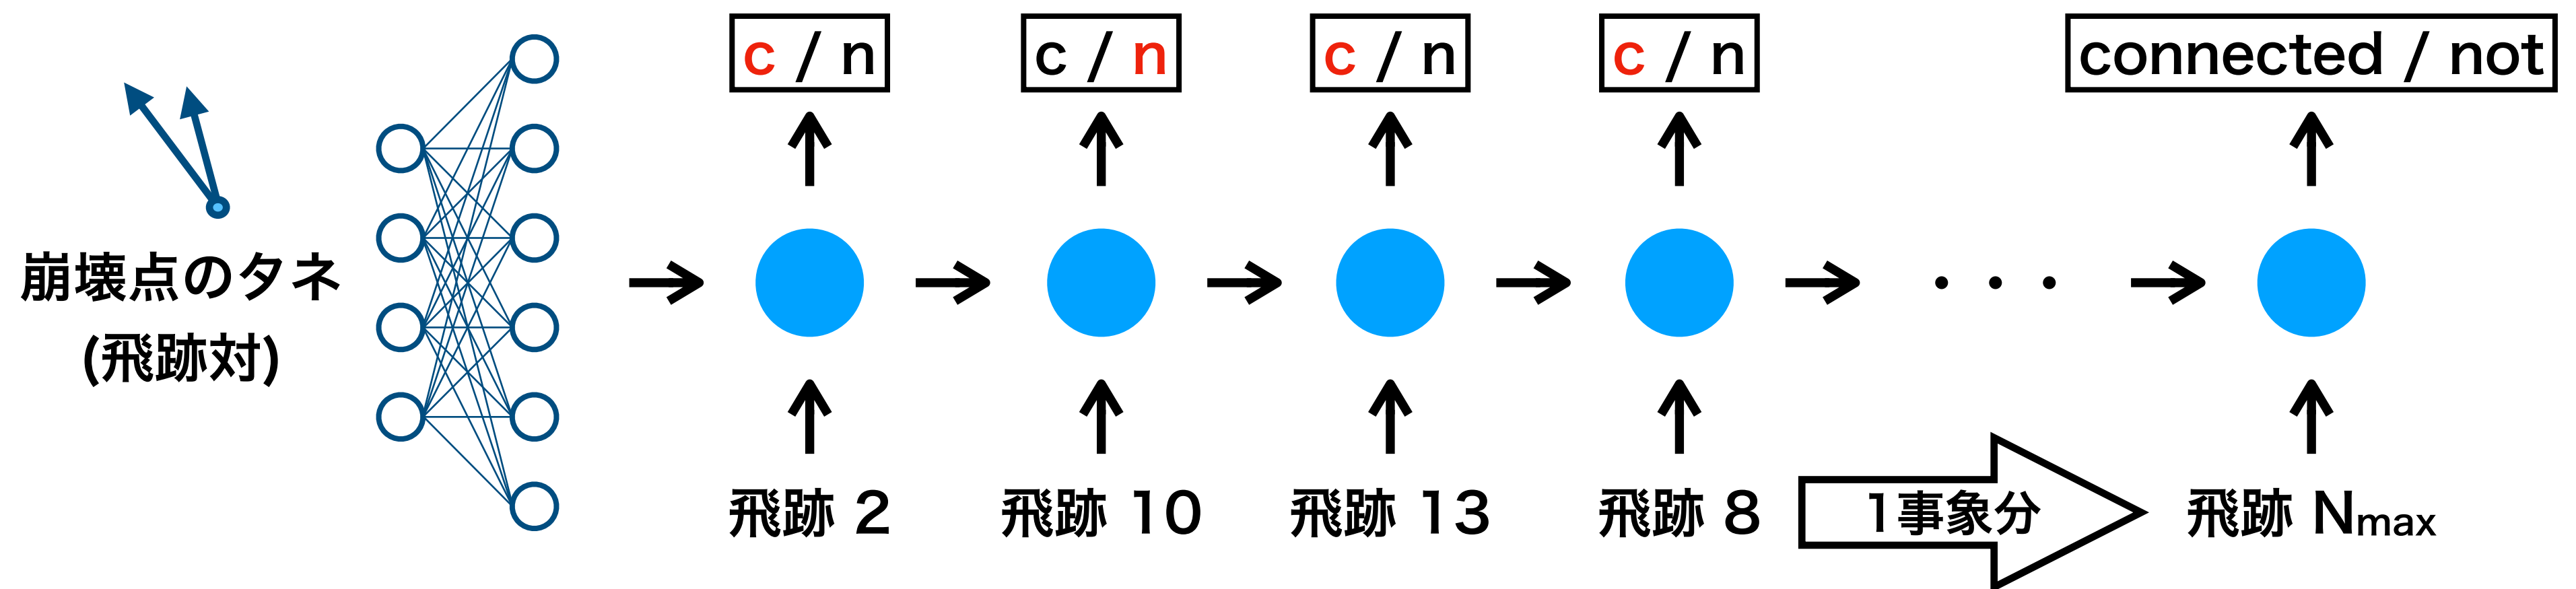 c / n
c / n
c / n
c / n
connected / not
崩壊点のタネ
(飛跡対)
飛跡 2
飛跡 10
飛跡 13
飛跡 8
1事象分
飛跡 Nmax